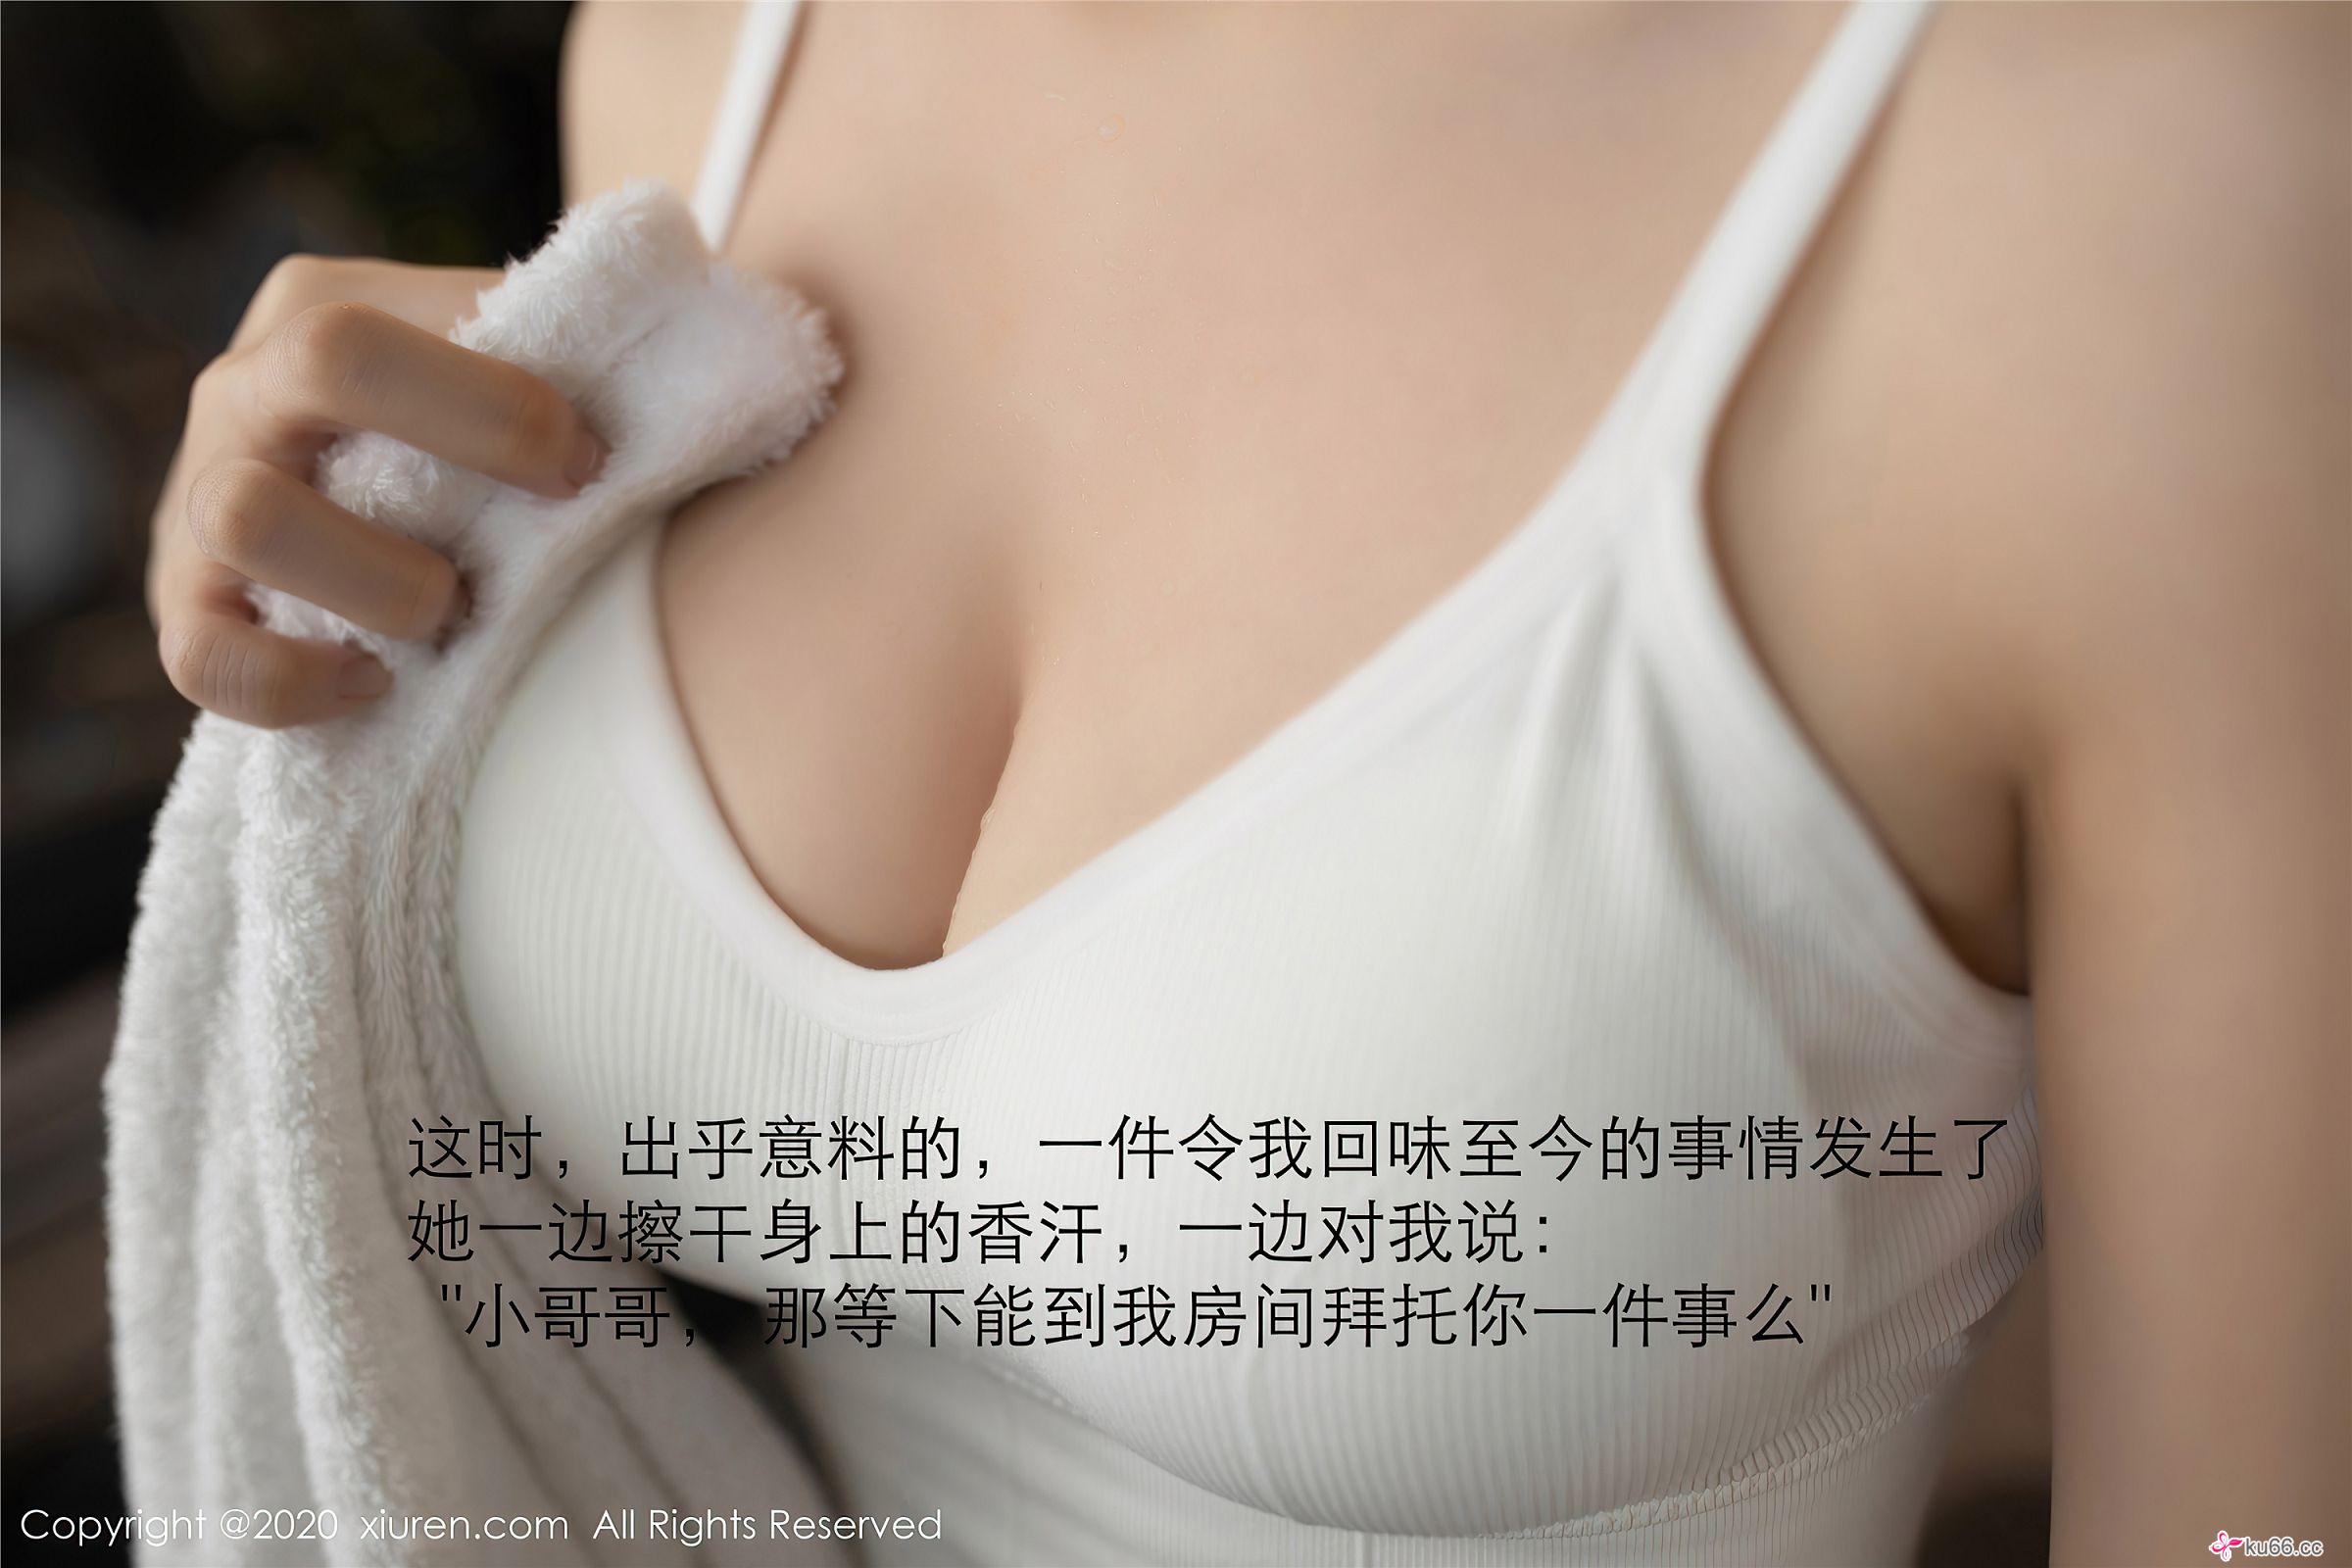 这时，出乎意料的，一件令我回味至今的事情发生了
她一边擦干身上的香汗，一边对我说：
"小哥哥， 那等下能到我房间拜托你一件事么"
Copyright @2020 xiuren.com All Rights Reserved
ku66.cc